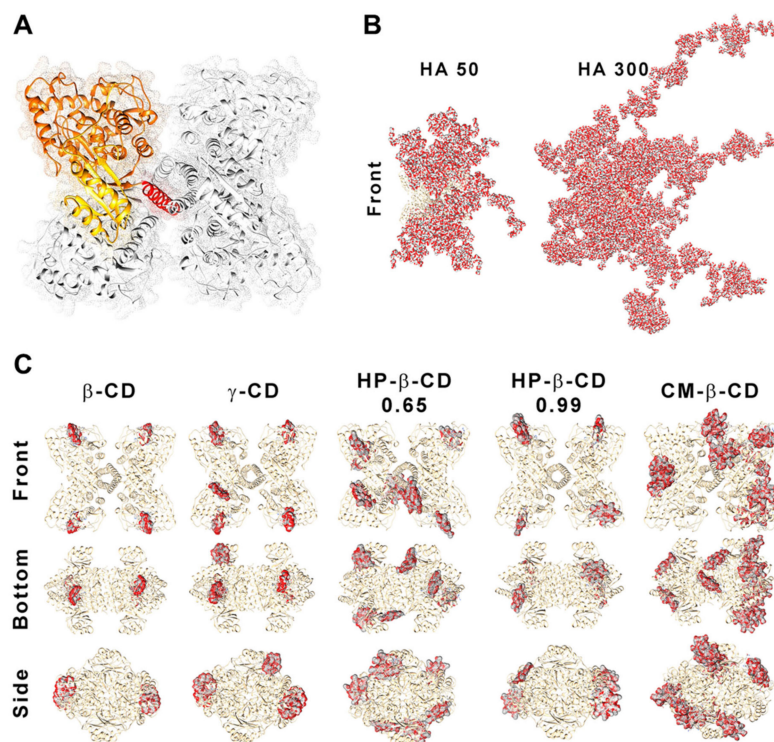 A
B
HA 50 HA 300
Front
C
β-CD γ-CD HP-β-CD 0.65 HP-β-CD 0.99 CM-β-CD
Front
Bottom
Side